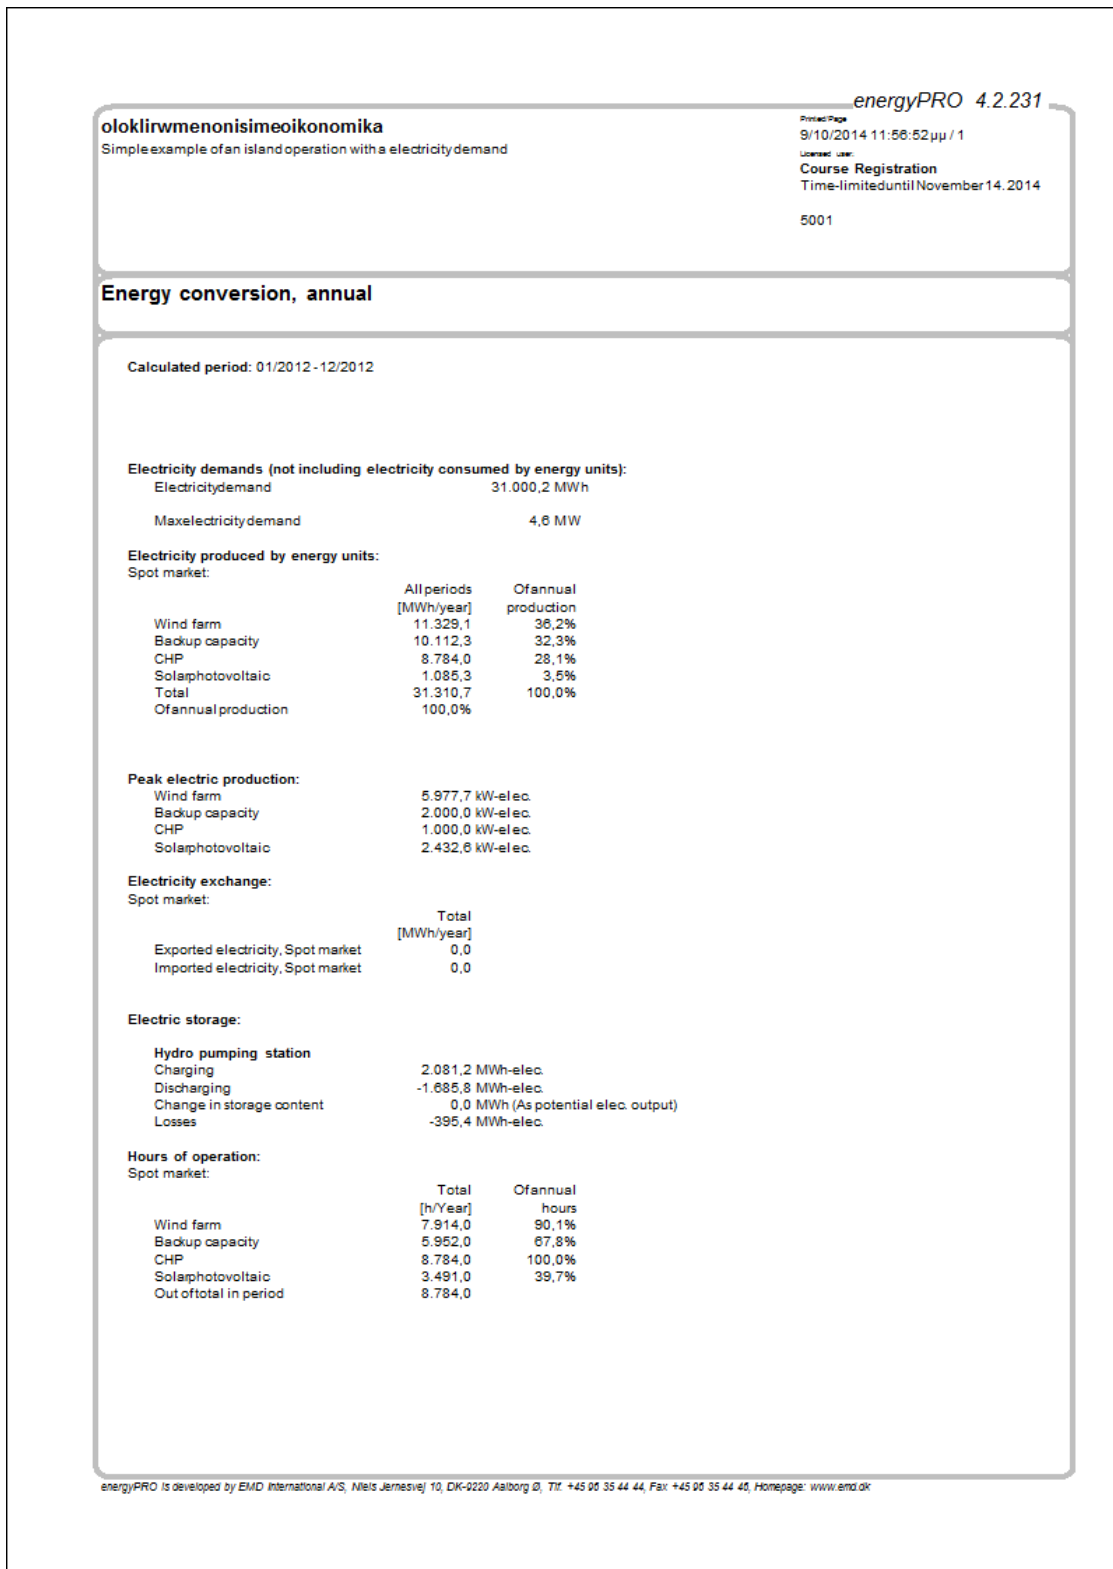 energyPRO 4.2.231
oloklirwmenonisimeoikonomika
Simple example of an island operation with a electricity demand
Printed/Page
9/10/2014 11:56:52 μμ / 1
Licensed user:
Course Registration
Time-limited until November 14. 2014
5001
Energy conversion, annual
Calculated period: 01/2012 - 12/2012
Electricity demands (not including electricity consumed by energy units):
Electricity demand 31.000,2 MWh
Max electricity demand 4,6 MW
Electricity produced by energy units:
Spot market:
All periods Of annual
[MWh/year] production
Wind farm 11.329,1 36,2%
Backup capacity 10.112,3 32,3%
CHP 8.784,0 28,1%
Solar photovoltaic 1.085,3 3,5%
Total 31.310,7 100,0%
Of annual production 100,0%
Peak electric production:
Wind farm 5.977,7 kW-elec.
Backup capacity 2.000,0 kW-elec.
CHP 1.000,0 kW-elec.
Solar photovoltaic 2.432,6 kW-elec.
Electricity exchange:
Spot market:
Total
[MWh/year]
Exported electricity, Spot market 0,0
Imported electricity, Spot market 0,0
Electric storage:
Hydro pumping station
Charging 2.081,2 MWh-elec.
Discharging -1.685,8 MWh-elec.
Change in storage content 0,0 MWh (As potential elec. output)
Losses -395,4 MWh-elec.
Hours of operation:
Spot market:
Total Of annual
[h/Year] hours
Wind farm 7.914,0 90,1%
Backup capacity 5.952,0 67,8%
CHP 8.784,0 100,0%
Solar photovoltaic 3.491,0 39,7%
Out of total in period 8.784,0
energyPRO is developed by EMD International A/S, Niels Jernesvej 10, DK-9220 Aalborg Ø, Tlf. +45 96 35 44 44, Fax +45 96 35 44 46, Homepage: www.emd.dk